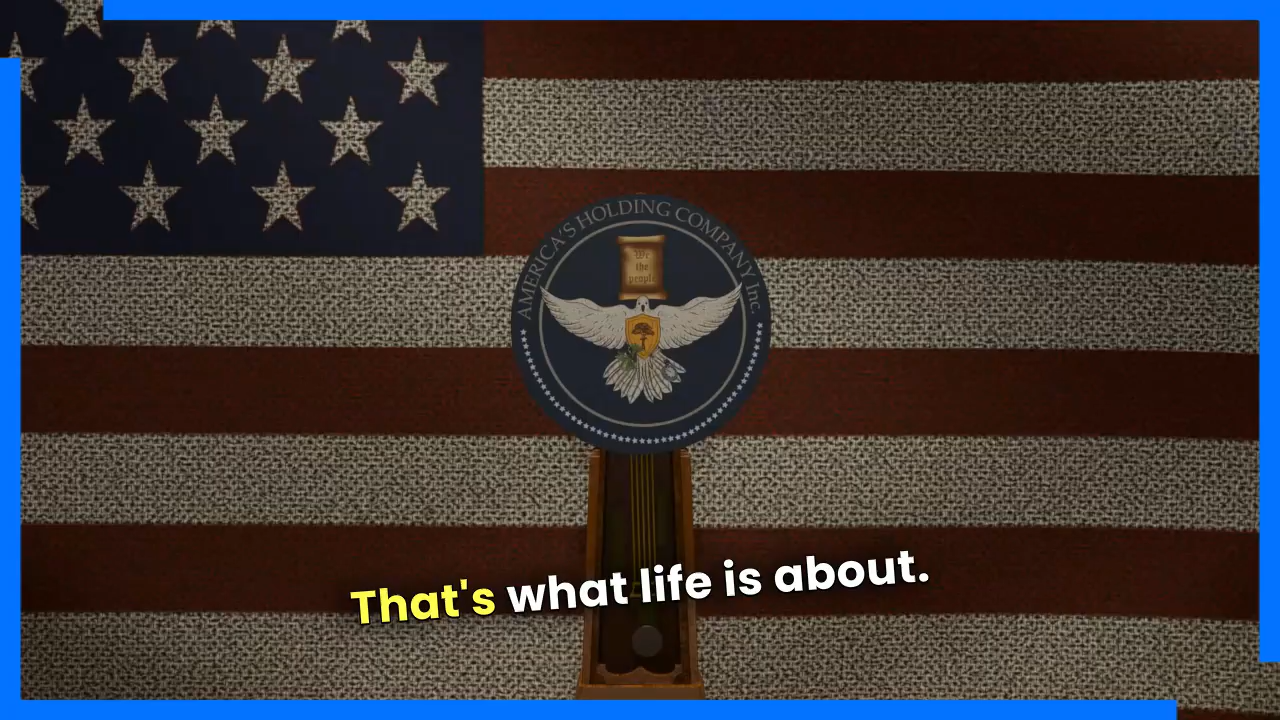 AMERICA'S HOLDING COMPANY Inc.
We
the
people
That's what life is about.